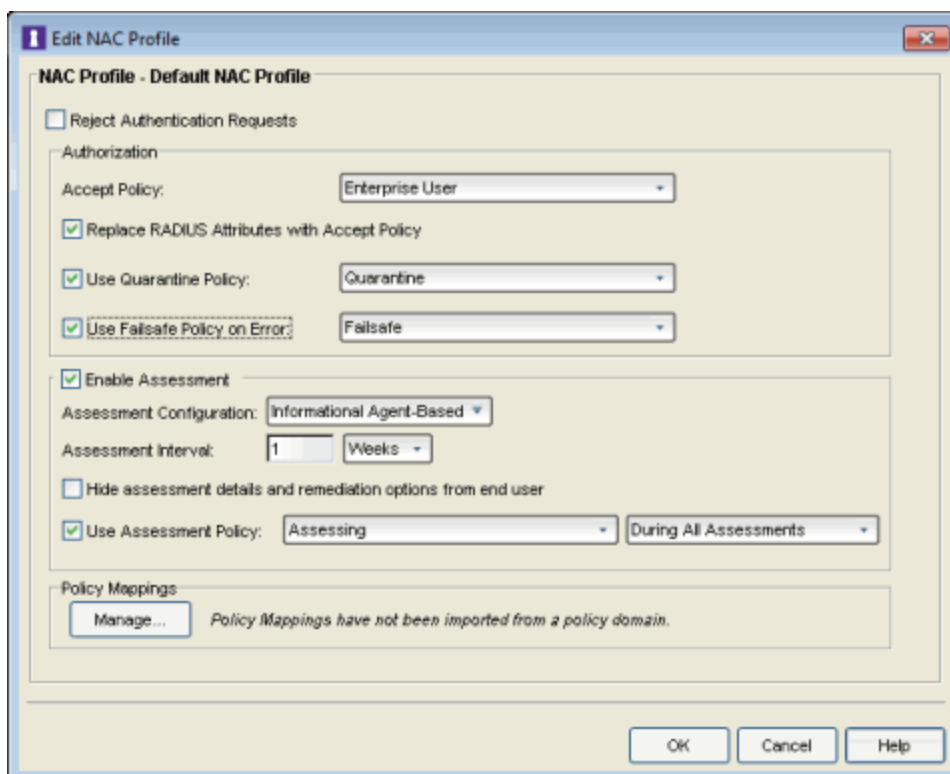 Edit NAC Profile
NAC Profile - Default NAC Profile
Reject Authentication Requests
Authorization
Accept Policy: Enterprise User
Replace RADIUS Attributes with Accept Policy
Use Quarantine Policy: Quarantine
Use Failsafe Policy on Error: Failsafe
Enable Assessment
Assessment Configuration: Informational Agent-Based
Assessment Interval: 1 Weeks
Hide assessment details and remediation options from end user
Use Assessment Policy: Assessing During All Assessments
Policy Mappings
Manage... Policy Mappings have not been imported from a policy domain.
OK Cancel Help